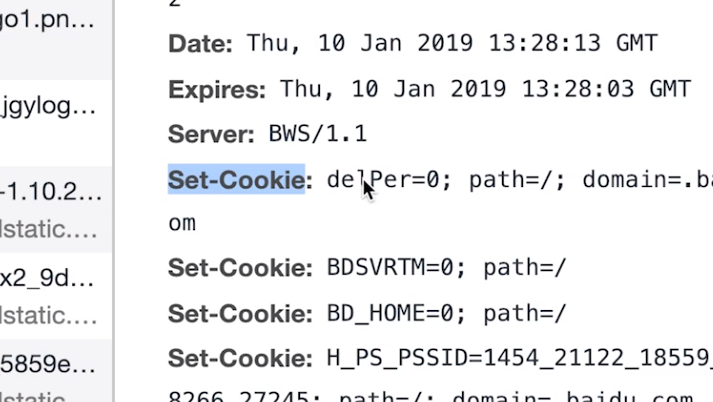 go1.pn...
jgylog...
-1.10.2...
lstatic....
x2_9d...
lstatic....
5859e...
Date: Thu, 10 Jan 2019 13:28:13 GMT
Expires: Thu, 10 Jan 2019 13:28:03 GMT
Server: BWS/1.1
Set-Cookie: delPer=0; path=/; domain=.ba
om
Set-Cookie: BDSVRTM=0; path=/
Set-Cookie: BD_HOME=0; path=/
Set-Cookie: H_PS_PSSID=1454_21122_18559_
8266_27245; path=/; domain=.baidu.com